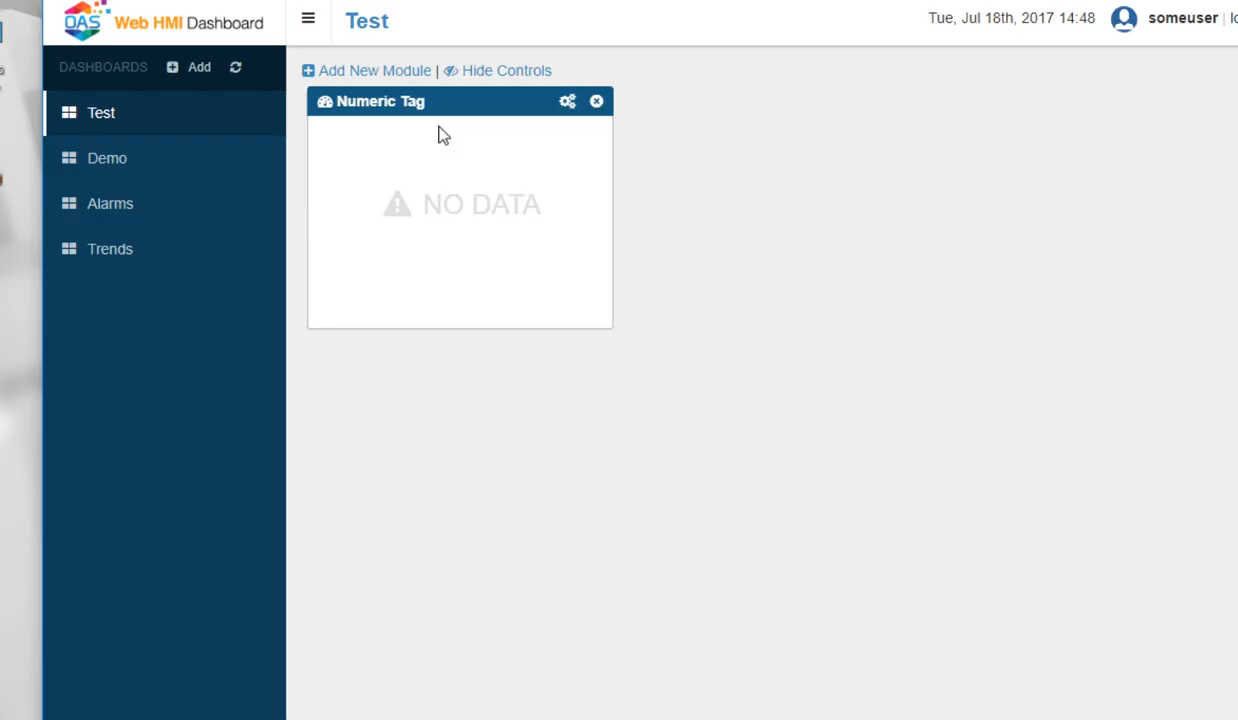 OAS Web HMI Dashboard
Test
Tue, Jul 18th, 2017 14:48
someuser |
DASHBOARDS Add
Add New Module | Hide Controls
Test
Numeric Tag
Demo
Alarms
NO DATA
Trends